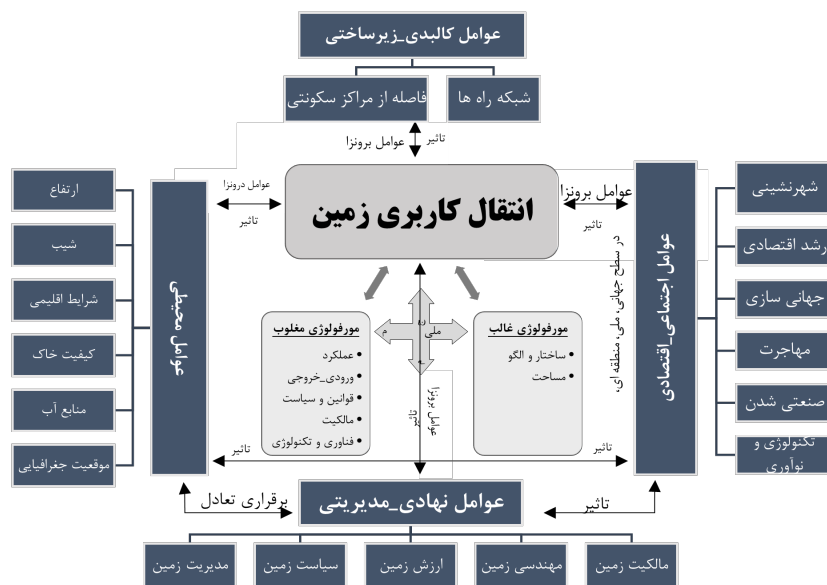 عوامل کالبدی_زیرساختی
شبکه راه ها
فاصله از مراکز سکونتی
تاثیر
عوامل برونزا
انتقال کاربری زمین
عوامل برونزا
تاثیر
عوامل درونزا
تاثیر
عوامل اجتماعی_اقتصادی
شهرنشینی
رشد اقتصادی
جهانی سازی
مهاجرت
صنعتی شدن
تکنولوژی و
نوآوری
در سطح جهانی، ملی، منطقه ای،
عوامل محیطی
ارتفاع
شیب
شرایط اقلیمی
کیفیت خاک
منابع آب
موقعیت جغرافیایی
مورفولوژی غالب
• ساختار و الگو
• مساحت
ملی
م
مورفولوژی مغلوب
• عملکرد
• ورودی_خروجی
• قوانین و سیاست
• مالکیت
• فناوری و تکنولوژی
عوامل برونزا
تاثیر
تاثیر
تاثیر
عوامل نهادی_مدیریتی
تاثیر
برقراری تعادل
مالکیت زمین
مهندسی زمین
ارزش زمین
سیاست زمین
مدیریت زمین